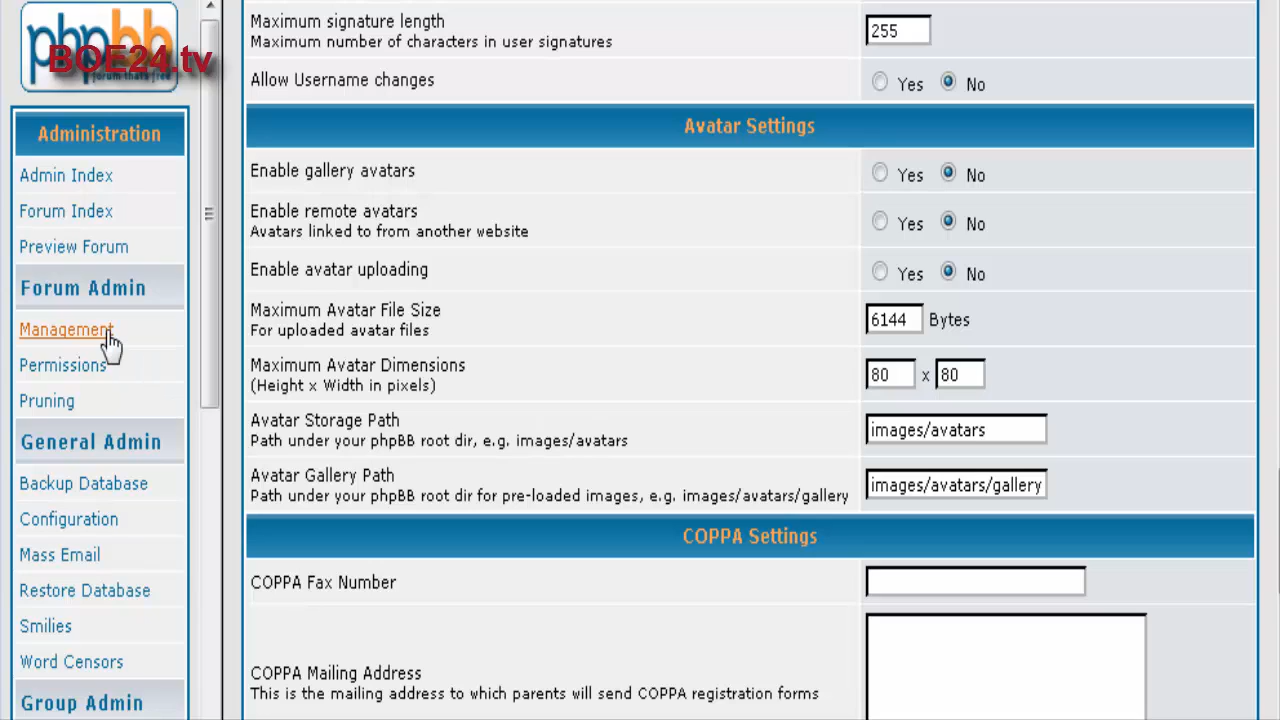 phpBB
forum thats free
BOE24.tv
Administration
Admin Index
Forum Index
Preview Forum
Forum Admin
Management
Permissions
Pruning
General Admin
Backup Database
Configuration
Mass Email
Restore Database
Smilies
Word Censors
Group Admin
Maximum signature length
255
Maximum number of characters in user signatures
Allow Username changes
Yes No
Avatar Settings
Enable gallery avatars
Yes No
Enable remote avatars
Avatars linked to from another website
Yes No
Enable avatar uploading
Yes No
Maximum Avatar File Size
For uploaded avatar files
6144 Bytes
Maximum Avatar Dimensions
(Height x Width in pixels)
80 x 80
Avatar Storage Path
Path under your phpBB root dir, e.g. images/avatars
images/avatars
Avatar Gallery Path
Path under your phpBB root dir for pre-loaded images, e.g. images/avatars/gallery
images/avatars/gallery
COPPA Settings
COPPA Fax Number
COPPA Mailing Address
This is the mailing address to which parents will send COPPA registration forms